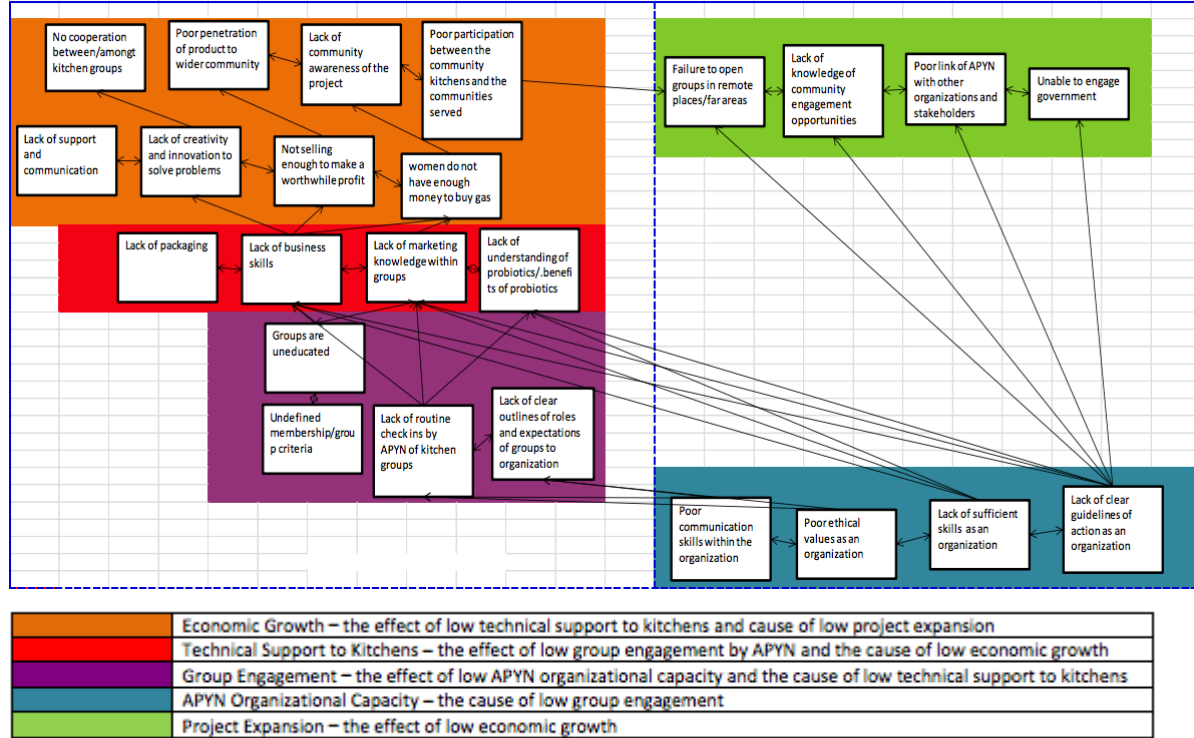 No cooperation
between/amongt
kitchen groups
Poor penetration
of product to
wider community
Lack of
community
awareness of the
project
Poor participation
between the
community
kitchens and the
communities
served
Failure to open
groups in remote
places/far areas
Lack of
knowledge of
community
engagement
opportunities
Poor link of APYN
with other
organizations and
stakeholders
Unable to engage
government
Lack of support
and
communication
Lack of creativity
and innovation to
solve problems
Not selling
enough to make a
worthwhile profit
women do not
have enough
money to buy gas
Lack of packaging
Lack of business
skills
Lack of marketing
knowledge within
groups
Lack of
understanding of
probiotics/.benefi
ts of probiotics
Groups are
uneducated
Undefined
membership/grou
p criteria
Lack of routine
check ins by
APYN of kitchen
groups
Lack of clear
outlines of roles
and expectations
of groups to
organization
Poor
communication
skills within the
organization
Poor ethical
values as an
organization
Lack of sufficient
skills as an
organization
Lack of clear
guidelines of
action as an
organization
Economic Growth – the effect of low technical support to kitchens and cause of low project expansion
Technical Support to Kitchens – the effect of low group engagement by APYN and the cause of low economic growth
Group Engagement – the effect of low APYN organizational capacity and the cause of low technical support to kitchens
APYN Organizational Capacity – the cause of low group engagement
Project Expansion – the effect of low economic growth